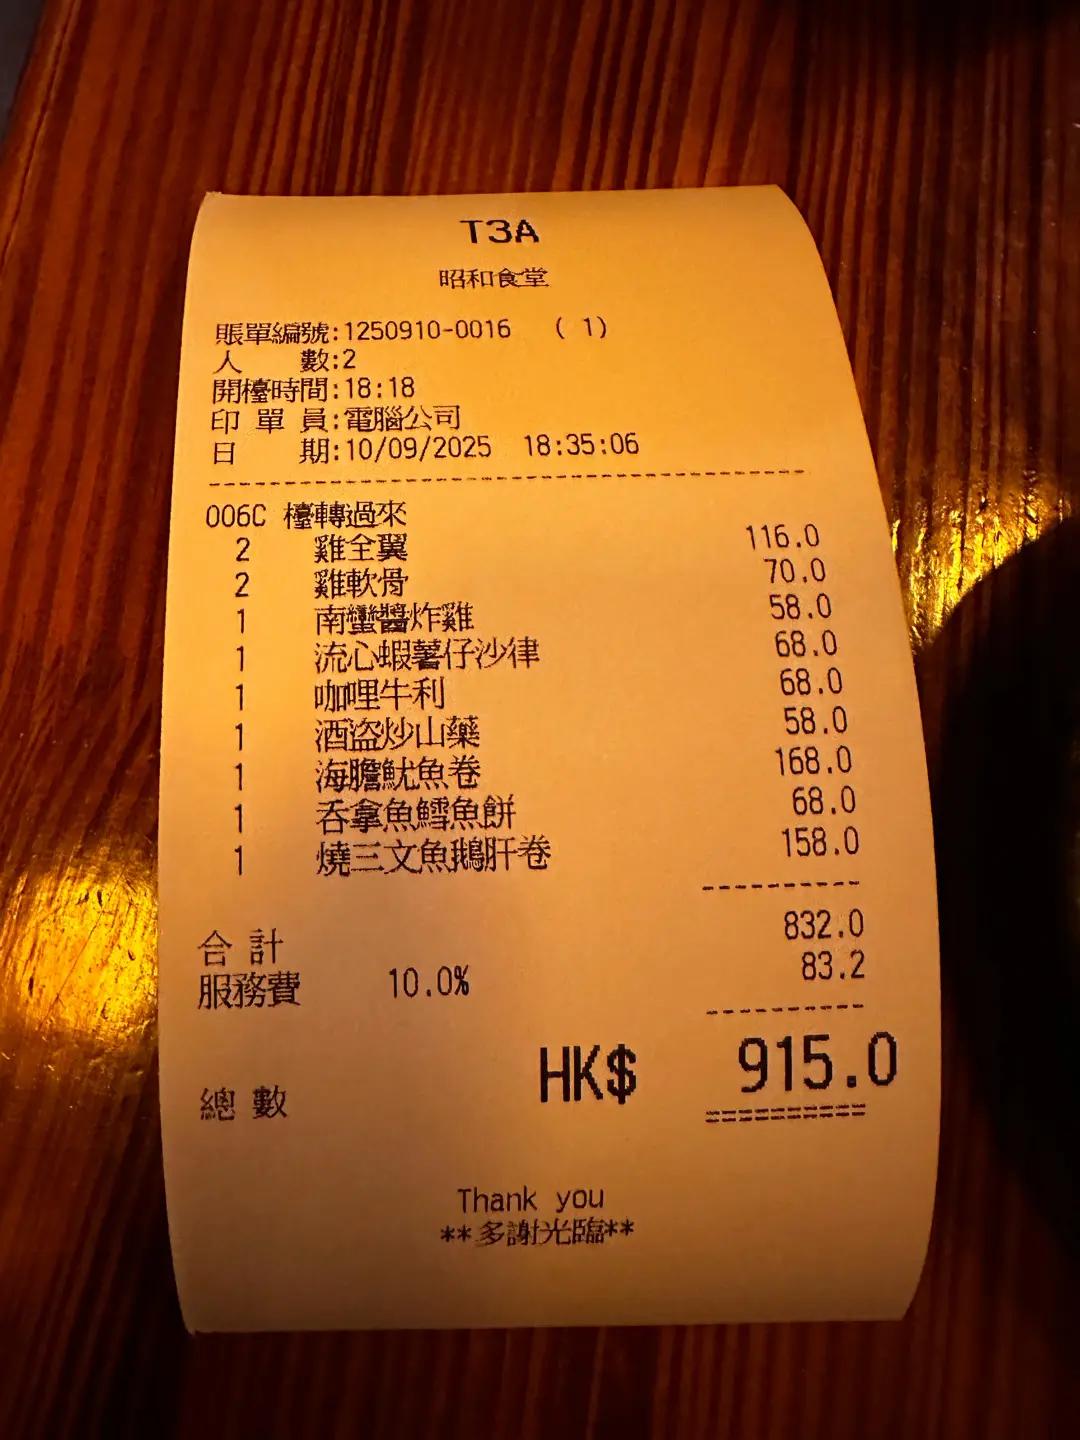 T3A
昭和食堂
賬單編號:1250910-0016 ( 1)
人 數:2
開檯時間:18:18
印 單 員:電腦公司
日 期:10/09/2025 18:35:06
006C 檯轉過來
2 雞全翼 116.0
2 雞軟骨 70.0
1 南蠻醬炸雞 58.0
1 流心蝦薯仔沙律 68.0
1 咖哩牛利 68.0
1 酒盜炒山藥 58.0
1 海膽魷魚卷 168.0
1 吞拿魚鱈魚餅 68.0
1 燒三文魚鵝肝卷 158.0
合 計 832.0
服務費 10.0% 83.2
總 數 HK$ 915.0
Thank you
**多謝光臨**